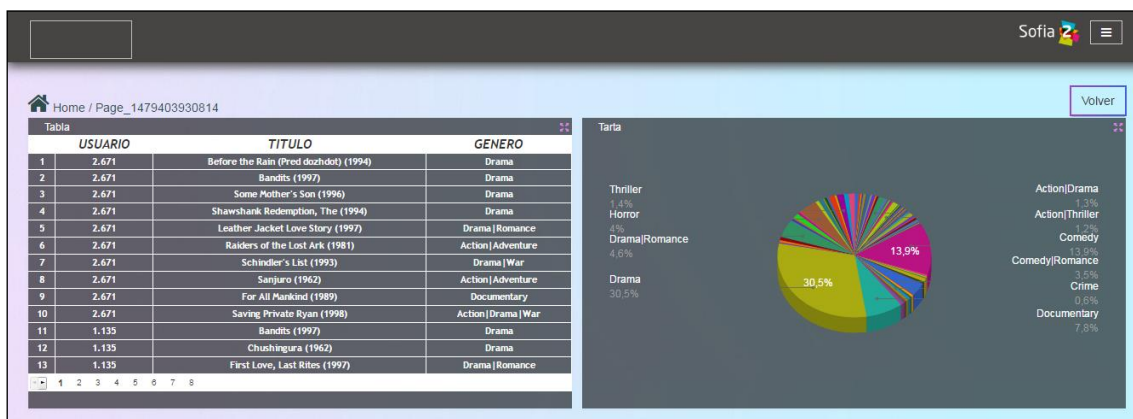 Sofia 2
Home / Page_1479403930814
Volver
Tabla
USUARIO TITULO GENERO
1 2.671 Before the Rain (Pred dozhdot) (1994) Drama
2 2.671 Bandits (1997) Drama
3 2.671 Some Mother's Son (1996) Drama
4 2.671 Shawshank Redemption, The (1994) Drama
5 2.671 Leather Jacket Love Story (1997) Drama|Romance
6 2.671 Raiders of the Lost Ark (1981) Action|Adventure
7 2.671 Schindler's List (1993) Drama|War
8 2.671 Sanjuro (1962) Action|Adventure
9 2.671 For All Mankind (1989) Documentary
10 2.671 Saving Private Ryan (1998) Action|Drama|War
11 1.135 Bandits (1997) Drama
12 1.135 Chushingura (1962) Drama
13 1.135 First Love, Last Rites (1997) Drama|Romance
1 2 3 4 5 6 7 8
Tarta
Thriller
1,4%
Horror
4%
Drama|Romance
4,6%
Drama
30,5%
30,5%
13,9%
Action|Drama
1,3%
Action|Thriller
1,2%
Comedy
13,9%
Comedy|Romance
3,5%
Crime
0,6%
Documentary
7,8%